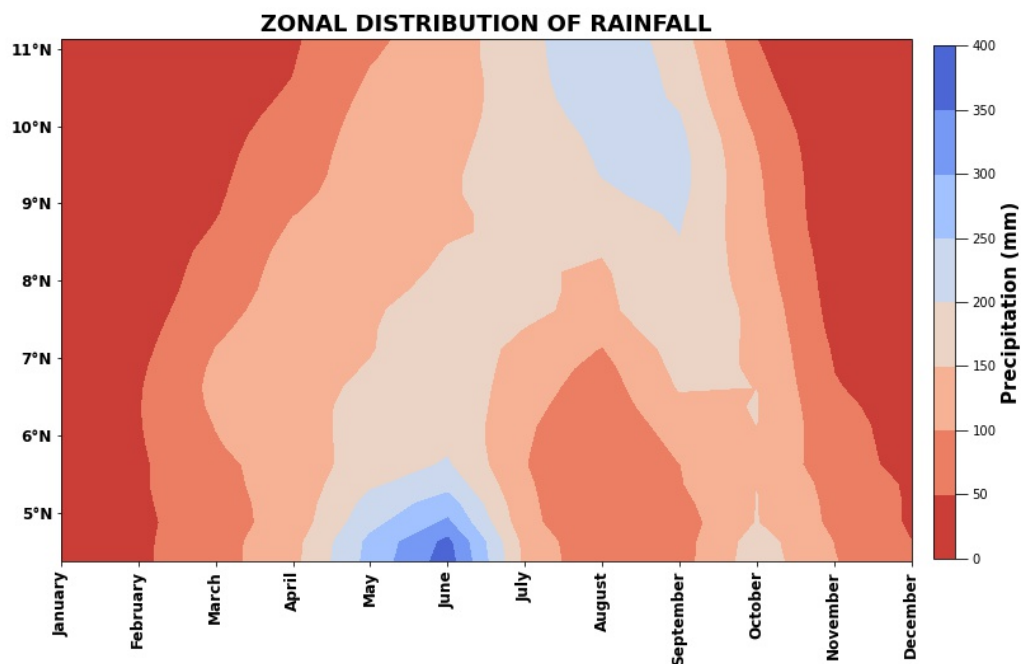 ZONAL DISTRIBUTION OF RAINFALL
11°N
10°N
9°N
8°N
7°N
6°N
5°N
January
February
March
April
May
June
July
August
September
October
November
December
400
350
300
250
200
150
100
50
0
Precipitation (mm)